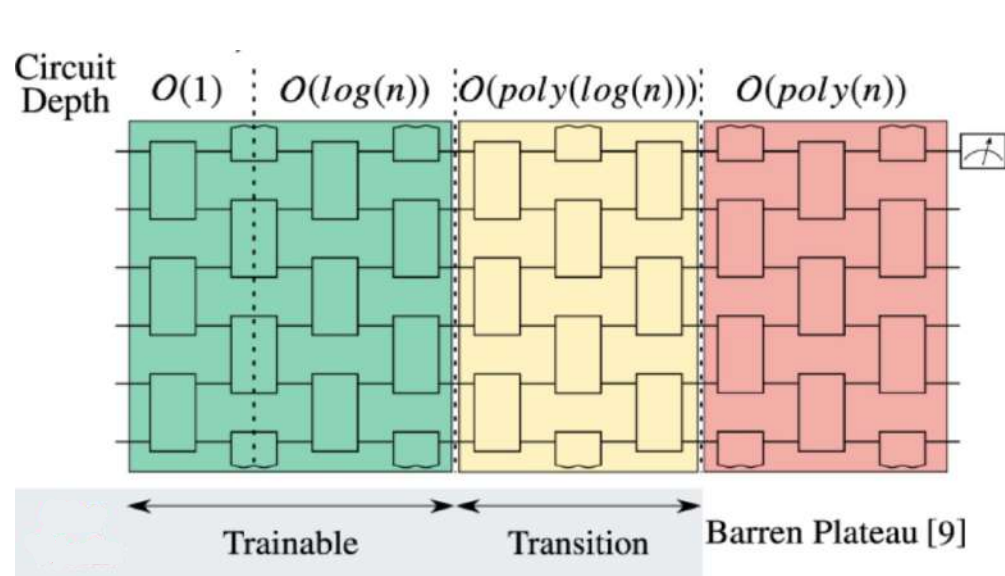 Circuit
Depth
O(1)
O(log(n))
O(poly(log(n)))
O(poly(n))
Trainable
Transition
Barren Plateau [9]